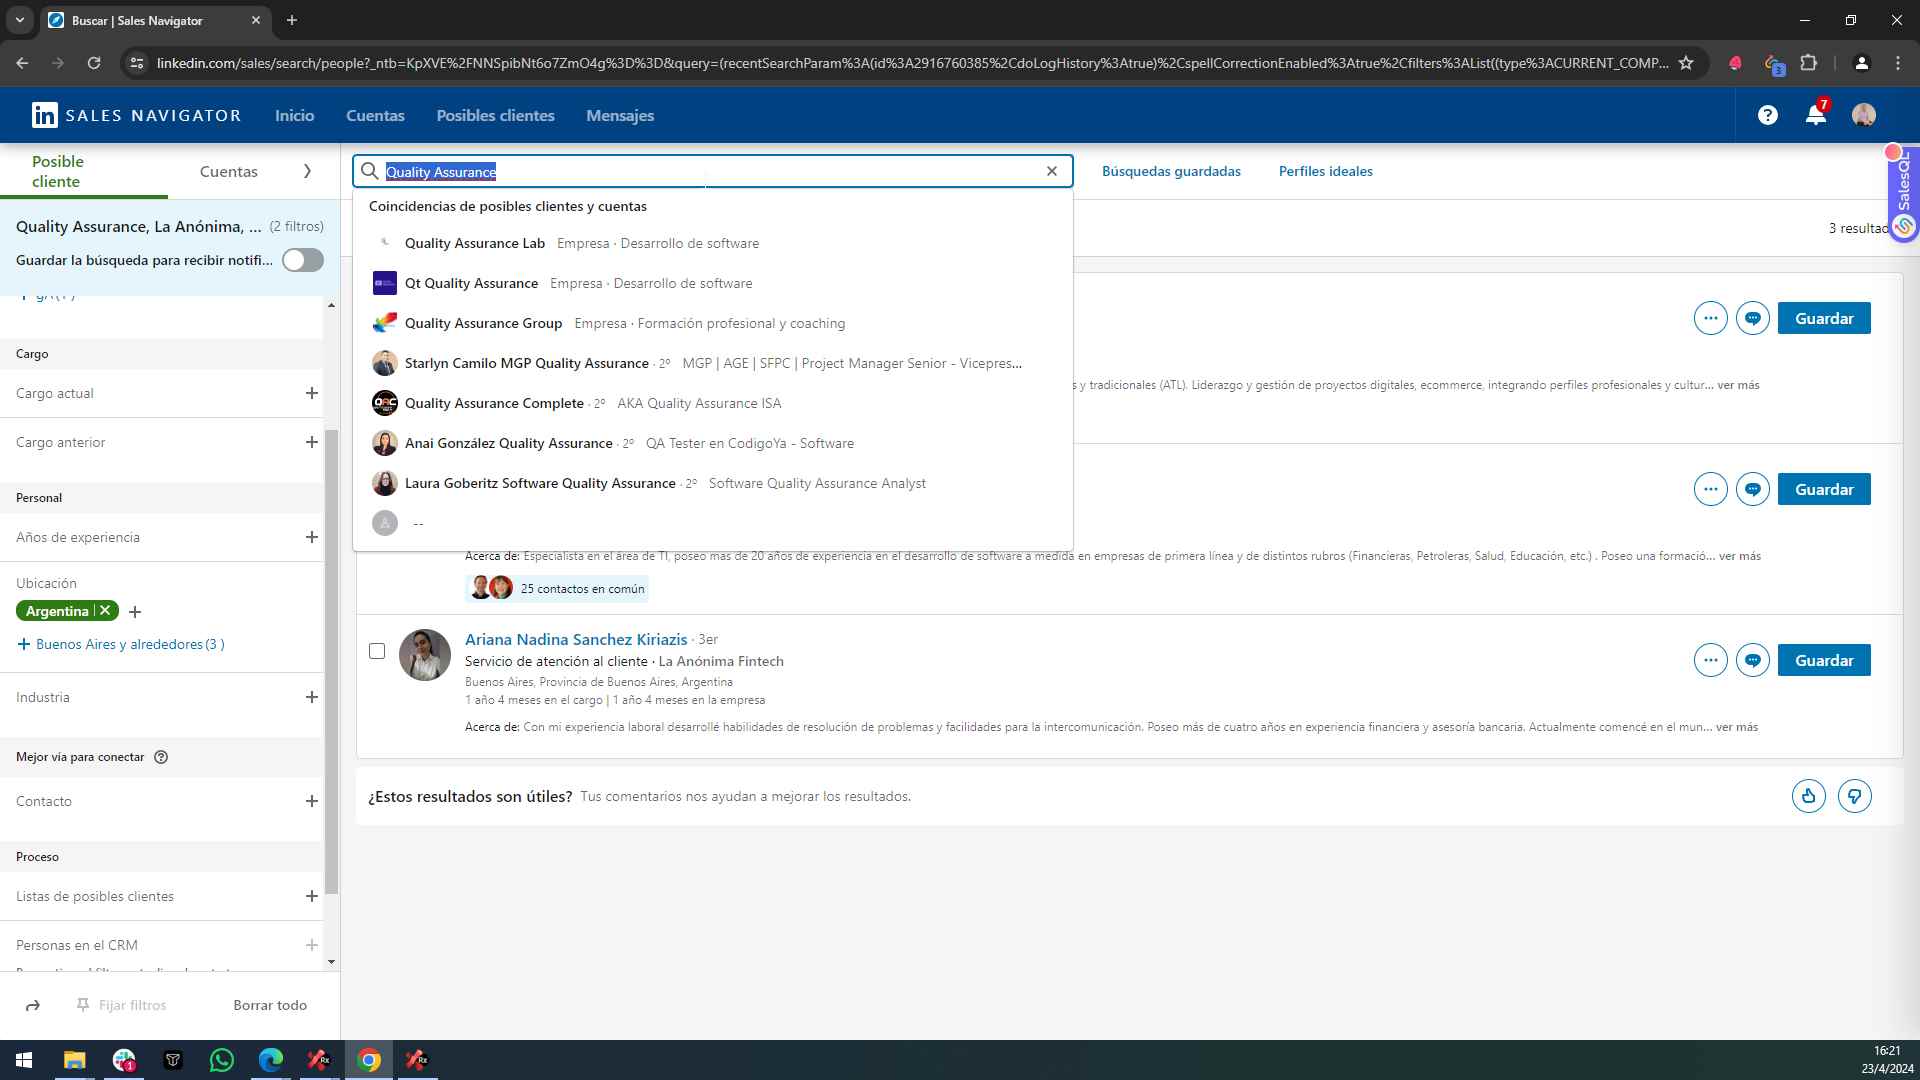 Buscar | Sales Navigator
linkedin.com/sales/search/people?_ntb=KpXVE%2FNNSpibNt6o7ZmO4g%3D%3D&query=(recentSearchParam%3A(id%3A2916760385%2CdoLogHistory%3Atrue)%2CspellCorrectionEnabled%3Atrue%2Cfilters%3AList((type%3ACURRENT_COMP...
3
in SALES NAVIGATOR
Inicio
Cuentas
Posibles clientes
Mensajes
7
Posible cliente
Cuentas
Quality Assurance
Búsquedas guardadas
Perfiles ideales
SalesQL
Quality Assurance, La Anónima, ... (2 filtros)
Guardar la búsqueda para recibir notifi...
3 resultad
Coincidencias de posibles clientes y cuentas
Quality Assurance Lab Empresa · Desarrollo de software
Qt Quality Assurance Empresa · Desarrollo de software
Quality Assurance Group Empresa · Formación profesional y coaching
Starlyn Camilo MGP Quality Assurance · 2º MGP | AGE | SFPC | Project Manager Senior - Vicepres...
Quality Assurance Complete · 2º AKA Quality Assurance ISA
Anai González Quality Assurance · 2º QA Tester en CodigoYa - Software
Laura Goberitz Software Quality Assurance · 2º Software Quality Assurance Analyst
A --
Cargo
Cargo actual
Cargo anterior
Personal
Años de experiencia
Ubicación
Argentina
Buenos Aires y alrededores (3 )
Industria
Mejor vía para conectar
Contacto
Proceso
Listas de posibles clientes
Personas en el CRM
Fijar filtros
Borrar todo
Guardar
s y tradicionales (ATL). Liderazgo y gestión de proyectos digitales, ecommerce, integrando perfiles profesionales y cultur... ver más
Guardar
Acerca de: Especialista en el área de TI, poseo mas de 20 años de experiencia en el desarrollo de software a medida en empresas de primera línea y de distintos rubros (Financieras, Petroleras, Salud, Educación, etc.) . Poseo una formació... ver más
25 contactos en común
Ariana Nadina Sanchez Kiriazis · 3er
Servicio de atención al cliente · La Anónima Fintech
Buenos Aires, Provincia de Buenos Aires, Argentina
1 año 4 meses en el cargo | 1 año 4 meses en la empresa
Guardar
Acerca de: Con mi experiencia laboral desarrollé habilidades de resolución de problemas y facilidades para la intercomunicación. Poseo más de cuatro años en experiencia financiera y asesoría bancaria. Actualmente comencé en el mun... ver más
¿Estos resultados son útiles? Tus comentarios nos ayudan a mejorar los resultados.
1
16:21
23/4/2024